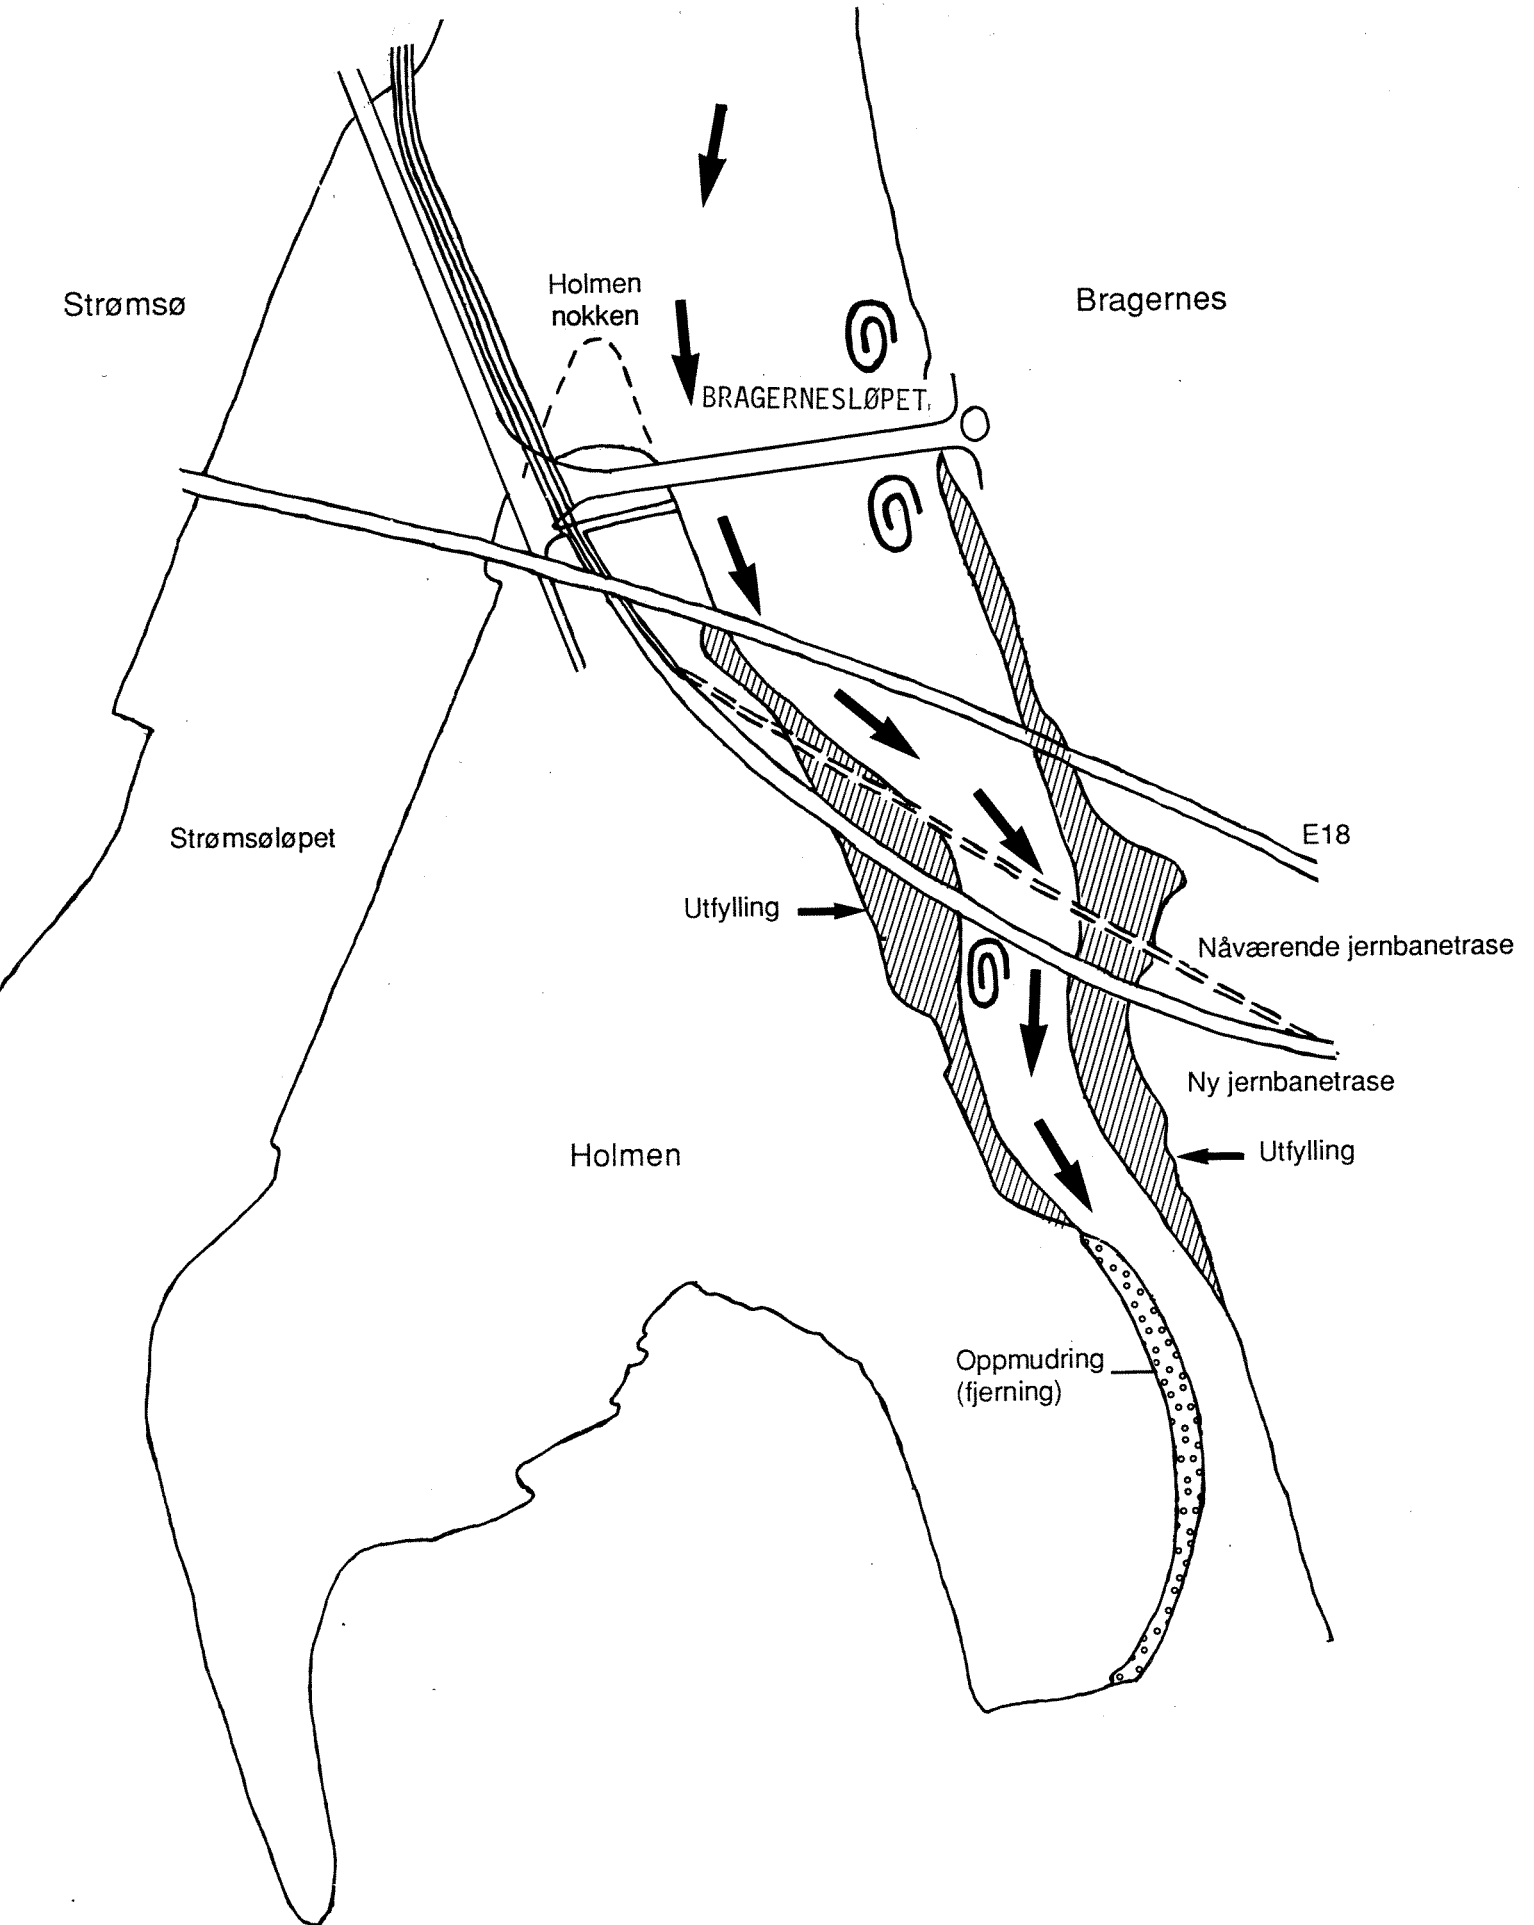 Holmen
nokken
Strømsø
Bragernes
BRAGERNESLØPET
Strømsøløpet
E18
Utfylling
Nåværende jernbanetrase
Ny jernbanetrase
Holmen
Utfylling
Oppmudring
(fjerning)